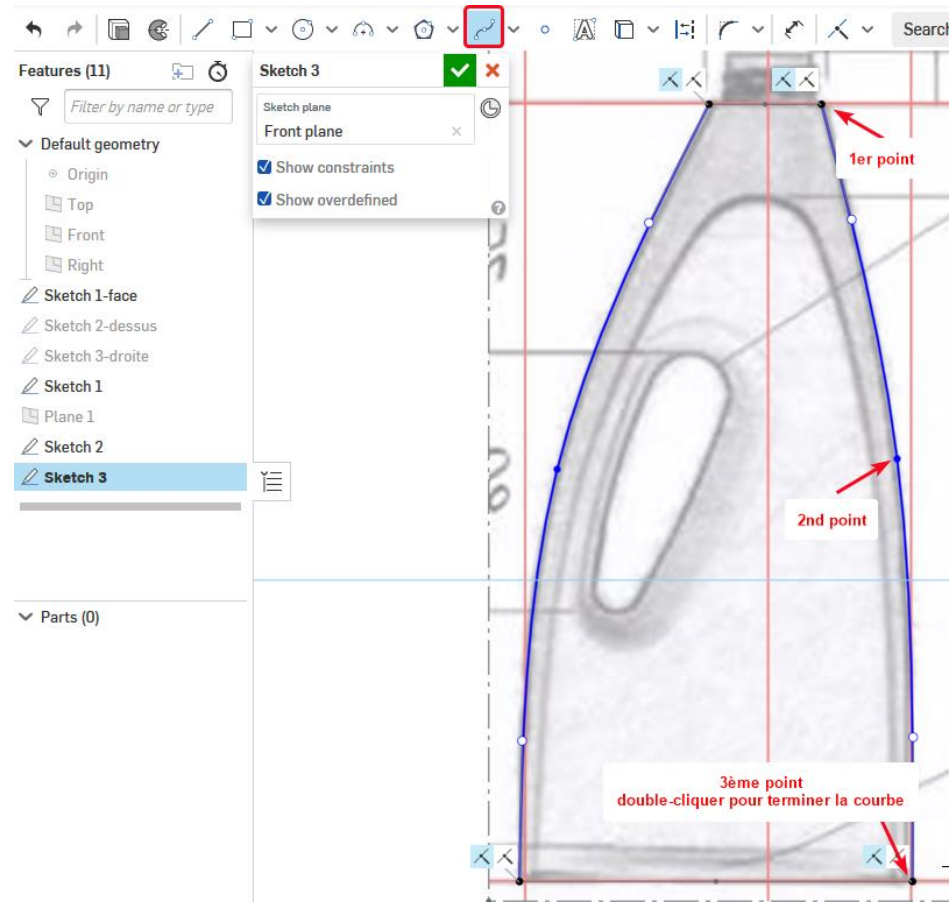 Search
Features (11)
Sketch 3
Filter by name or type
Sketch plane
Front plane
Default geometry
Show constraints
1er point
Origin
Show overdefined
Top
Front
Right
Sketch 1-face
Sketch 2-dessus
Sketch 3-droite
Sketch 1
Plane 1
Sketch 2
Sketch 3
2nd point
Parts (0)
3ème point
double-cliquer pour terminer la courbe